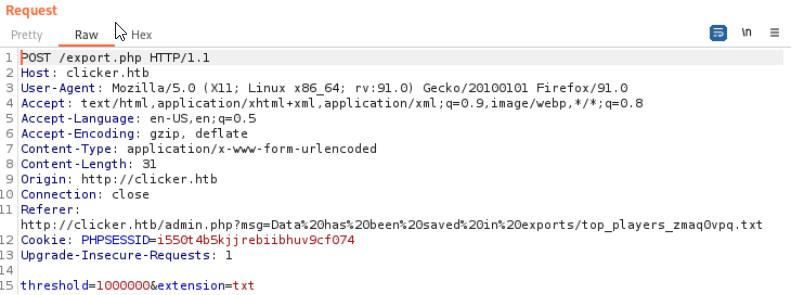 Request
Pretty Raw Hex \n
1 POST /export.php HTTP/1.1
2 Host: clicker.htb
3 User-Agent: Mozilla/5.0 (X11; Linux x86_64; rv:91.0) Gecko/20100101 Firefox/91.0
4 Accept: text/html,application/xhtml+xml,application/xml;q=0.9,image/webp,*/*;q=0.8
5 Accept-Language: en-US,en;q=0.5
6 Accept-Encoding: gzip, deflate
7 Content-Type: application/x-www-form-urlencoded
8 Content-Length: 31
9 Origin: http://clicker.htb
10 Connection: close
11 Referer:
http://clicker.htb/admin.php?msg=Data%20has%20been%20saved%20in%20exports/top_players_zmaq0vpq.txt
12 Cookie: PHPSESSID=i550t4b5kjjrebiibhuv9cf074
13 Upgrade-Insecure-Requests: 1
14
15 threshold=1000000&extension=txt